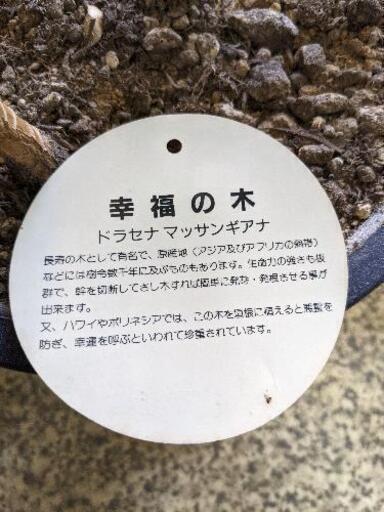 幸福の木
ドラセナ マッサンギアナ
長寿の木として有名で、原産地（アジア及びアフリカの熱帯）
などには樹令数千年に及ぶものもあります。生命力の強さも抜
群で、幹を切断してさし木すれば簡単に発芽・発根させる事が
出来ます。
又、ハワイやポリネシアでは、この木を魚根に植えると悪霊を
防ぎ、幸運を呼ぶといわれて珍重されています。